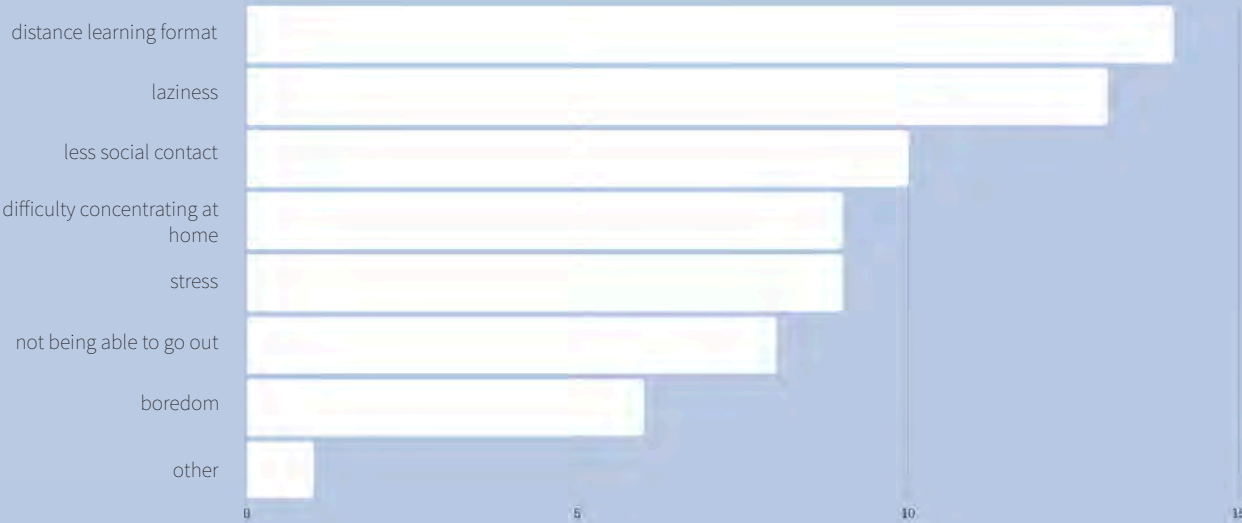 distance learning format
laziness
less social contact
difficulty concentrating at
home
stress
not being able to go out
boredom
other
0
5
10
15